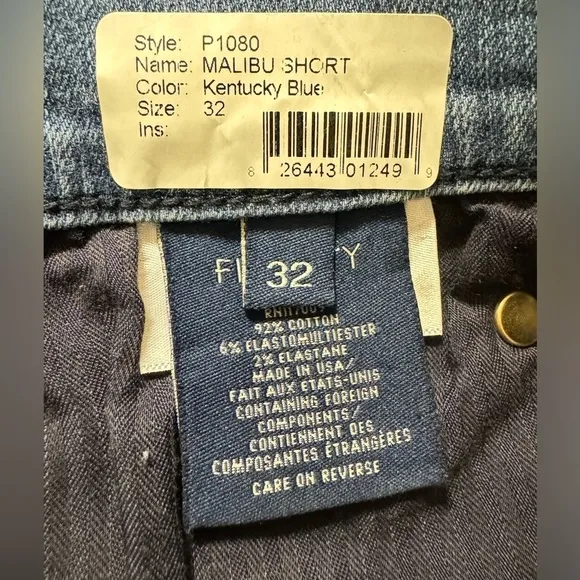 Style: P1080
Name: MALIBU SHORT
Color: Kentucky Blue
Size: 32
Ins:
8 26443 01249 9
32
92% COTTON
6% ELASTOMULTIESTER
2% ELASTANE
MADE IN USA/
FAIT AUX ETATS-UNIS
CONTAINING FOREIGN
COMPONENTS/
CONTIENNENT DES
COMPOSANTES ÉTRANGÈRES
CARE ON REVERSE